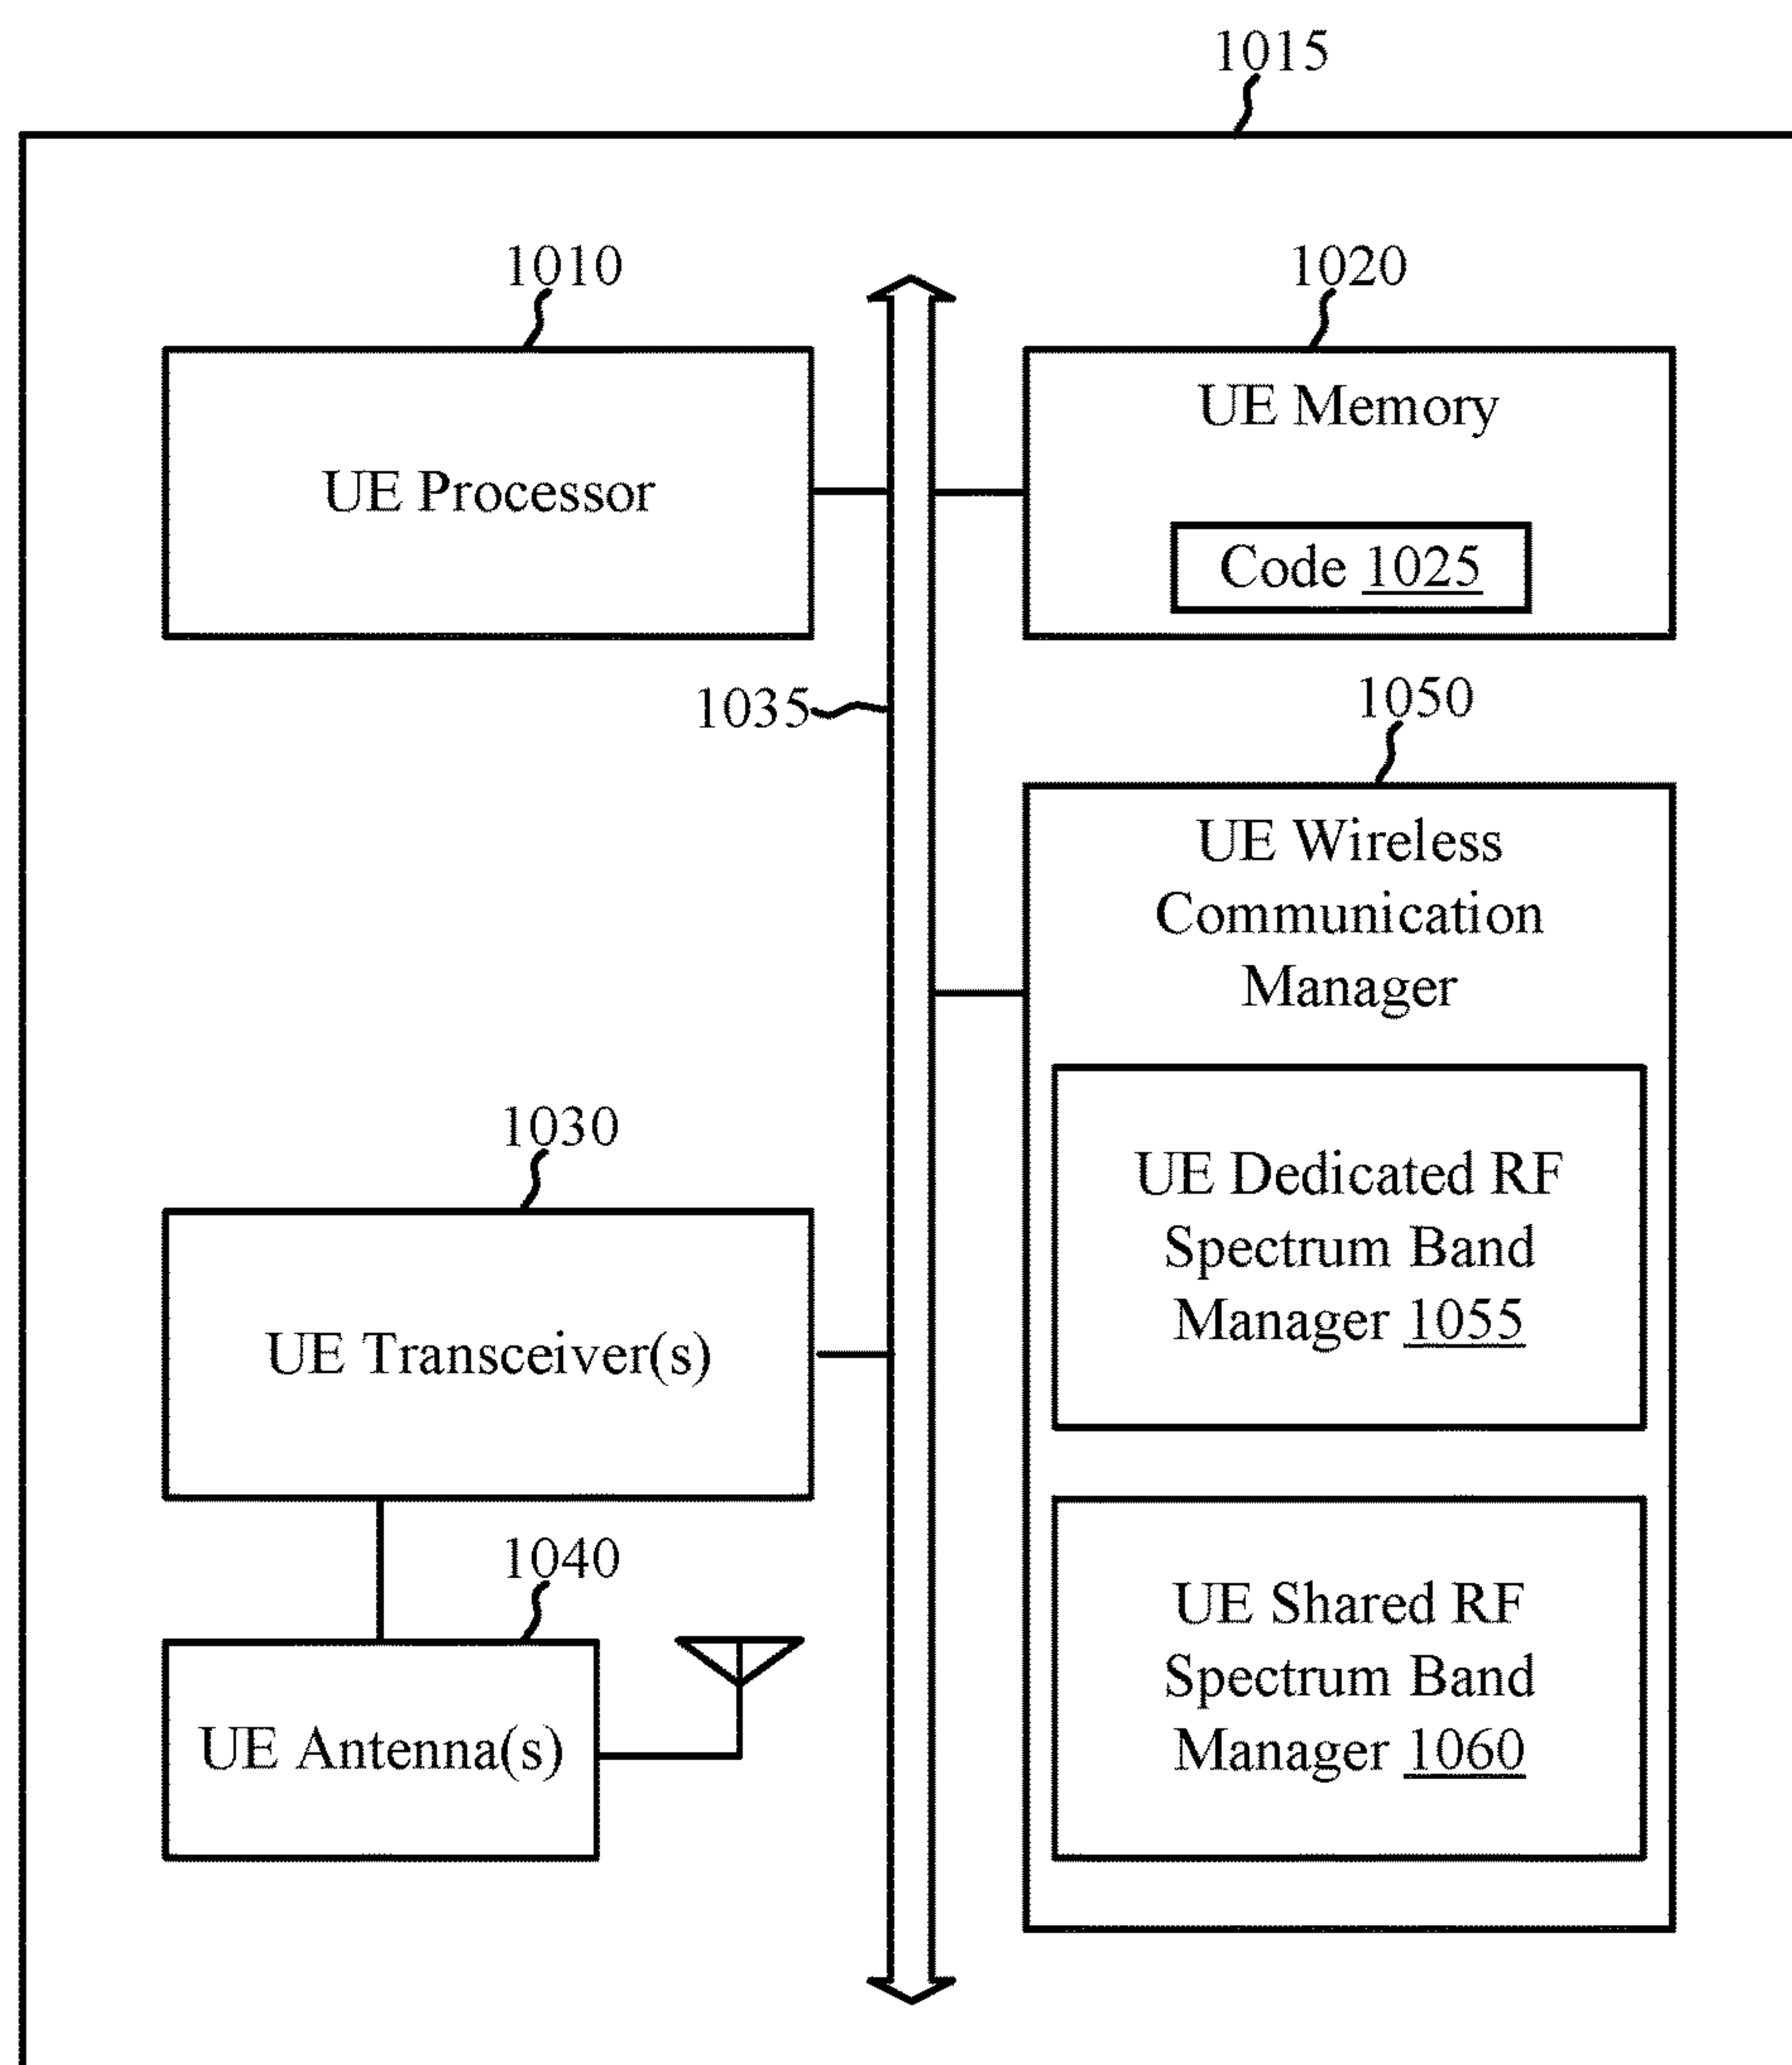 1015
1010
1020
UE Processor
UE Memory
Code 1025
1035
1050
UE Wireless
Communication
Manager
1030
UE Dedicated RF
Spectrum Band
Manager 1055
UE Transceiver(s)
1040
UE Shared RF
Spectrum Band
Manager 1060
UE Antenna(s)